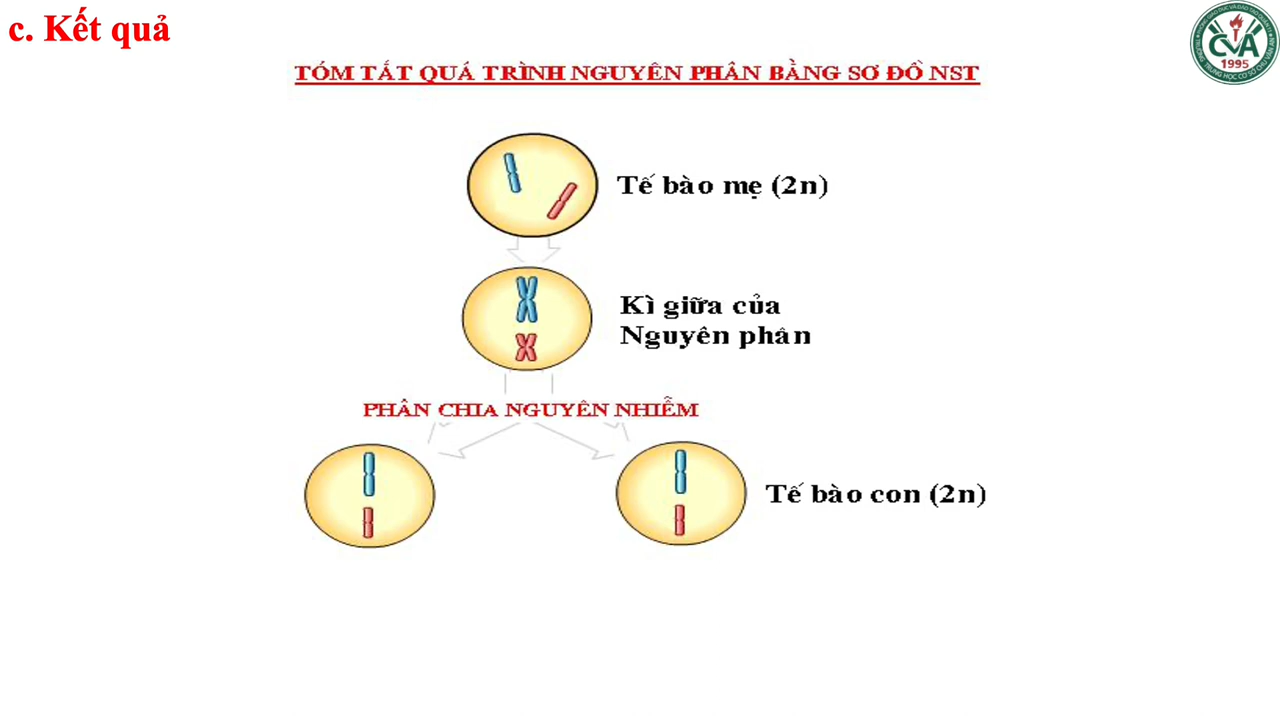 c. Kết quả
CVA
1995
TÓM TẮT QUÁ TRÌNH NGUYÊN PHÂN BẰNG SƠ ĐỒ NST
Tế bào mẹ (2n)
Kì giữa của
Nguyên phân
PHÂN CHIA NGUYÊN NHIỄM
Tế bào con (2n)